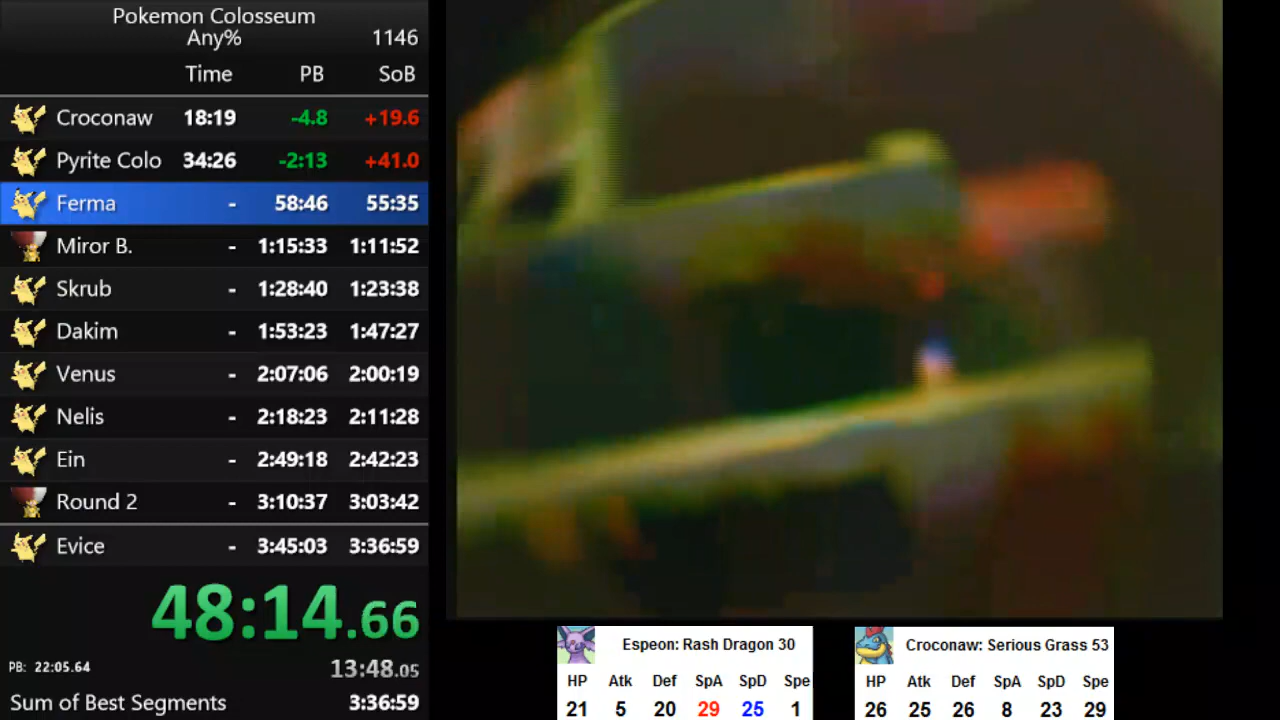 Pokemon Colosseum
Any% 1146
Time PB SoB
Croconaw 18:19 -4.8 +19.6
Pyrite Colo 34:26 -2:13 +41.0
Ferma - 58:46 55:35
Miror B. - 1:15:33 1:11:52
Skrub - 1:28:40 1:23:38
Dakim - 1:53:23 1:47:27
Venus - 2:07:06 2:00:19
Nelis - 2:18:23 2:11:28
Ein - 2:49:18 2:42:23
Round 2 - 3:10:37 3:03:42
Evice - 3:45:03 3:36:59
48:14.66
PB: 22:05.64 13:48.05
Sum of Best Segments 3:36:59
Espeon: Rash Dragon 30
HP Atk Def SpA SpD Spe
21 5 20 29 25 1
Croconaw: Serious Grass 53
HP Atk Def SpA SpD Spe
26 25 26 8 23 29